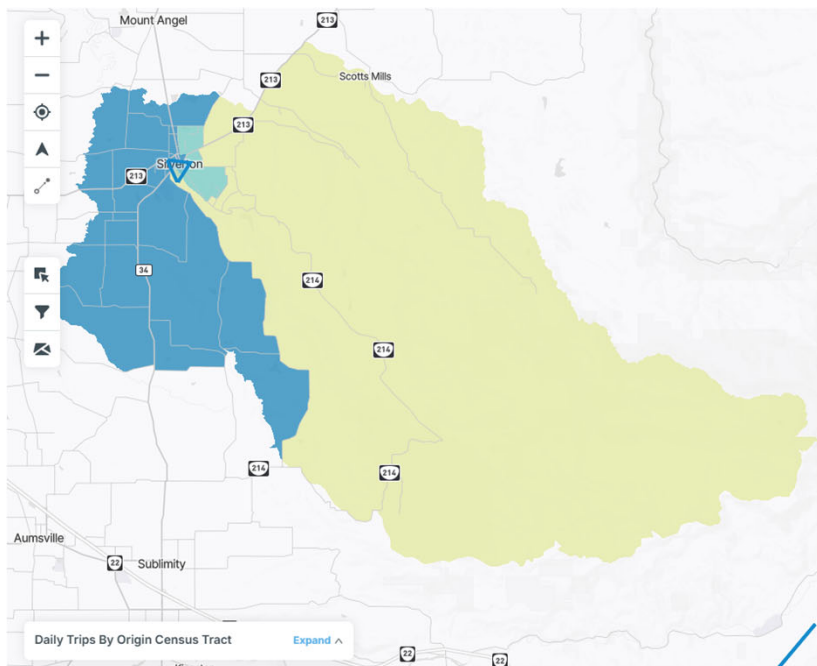 Mount Angel
213
213
Scotts Mills
213
Silverton
213
34
214
214
214
214
Aumsville
22
Sublimity
Daily Trips By Origin Census Tract
Expand
22
22